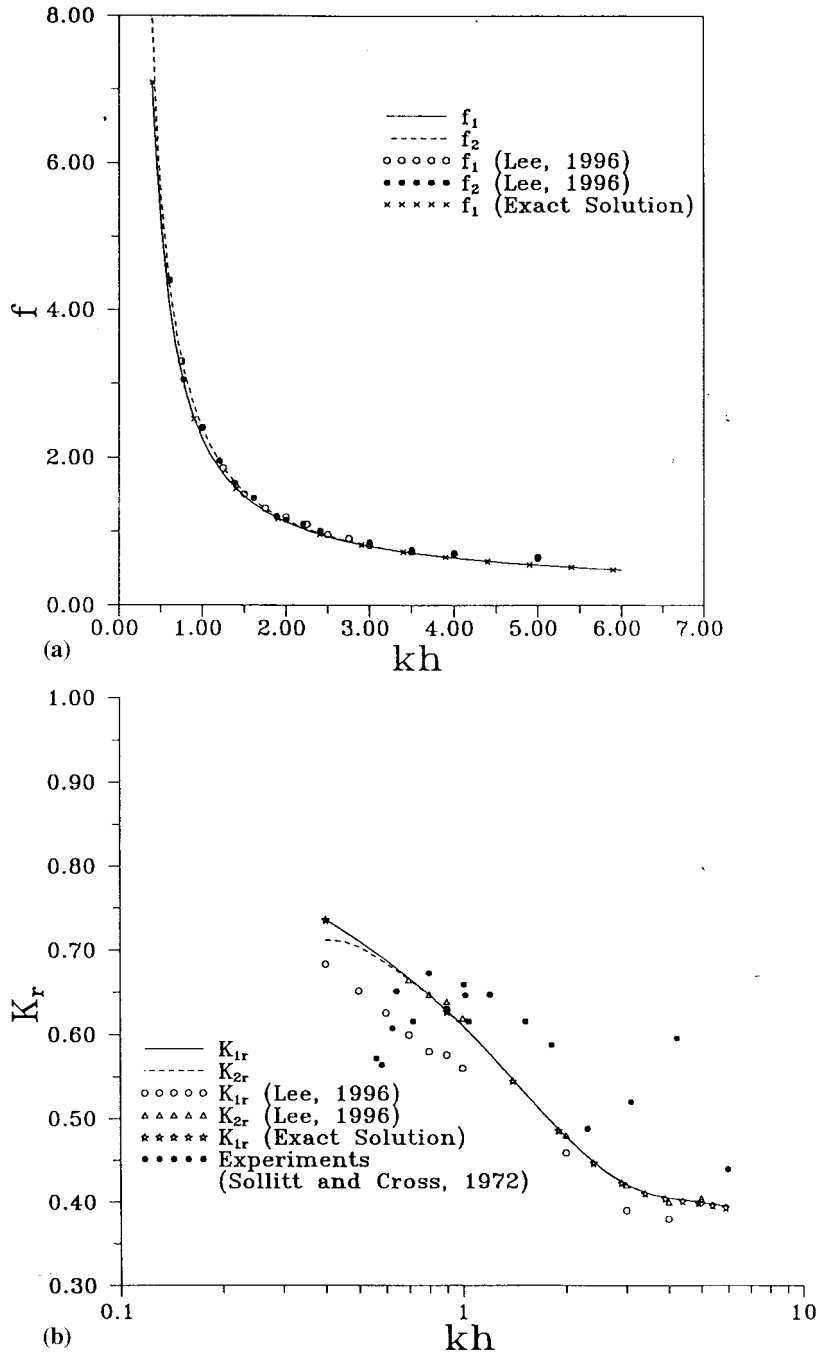 8.00
6.00
4.00
2.00
0.00
f
f₁
f₂
f₁ (Lee, 1996)
f₂ (Lee, 1996)
f₁ (Exact Solution)
0.00 1.00 2.00 3.00 4.00 5.00 6.00 7.00
kh
(a)
1.00
0.90
0.80
0.70
0.60
0.50
0.40
0.30
Kᵣ
K₁ᵣ
K₂ᵣ
K₁ᵣ (Lee, 1996)
K₂ᵣ (Lee, 1996)
K₁ᵣ (Exact Solution)
Experiments
(Sollitt and Cross, 1972)
0.1 1 10
kh
(b)